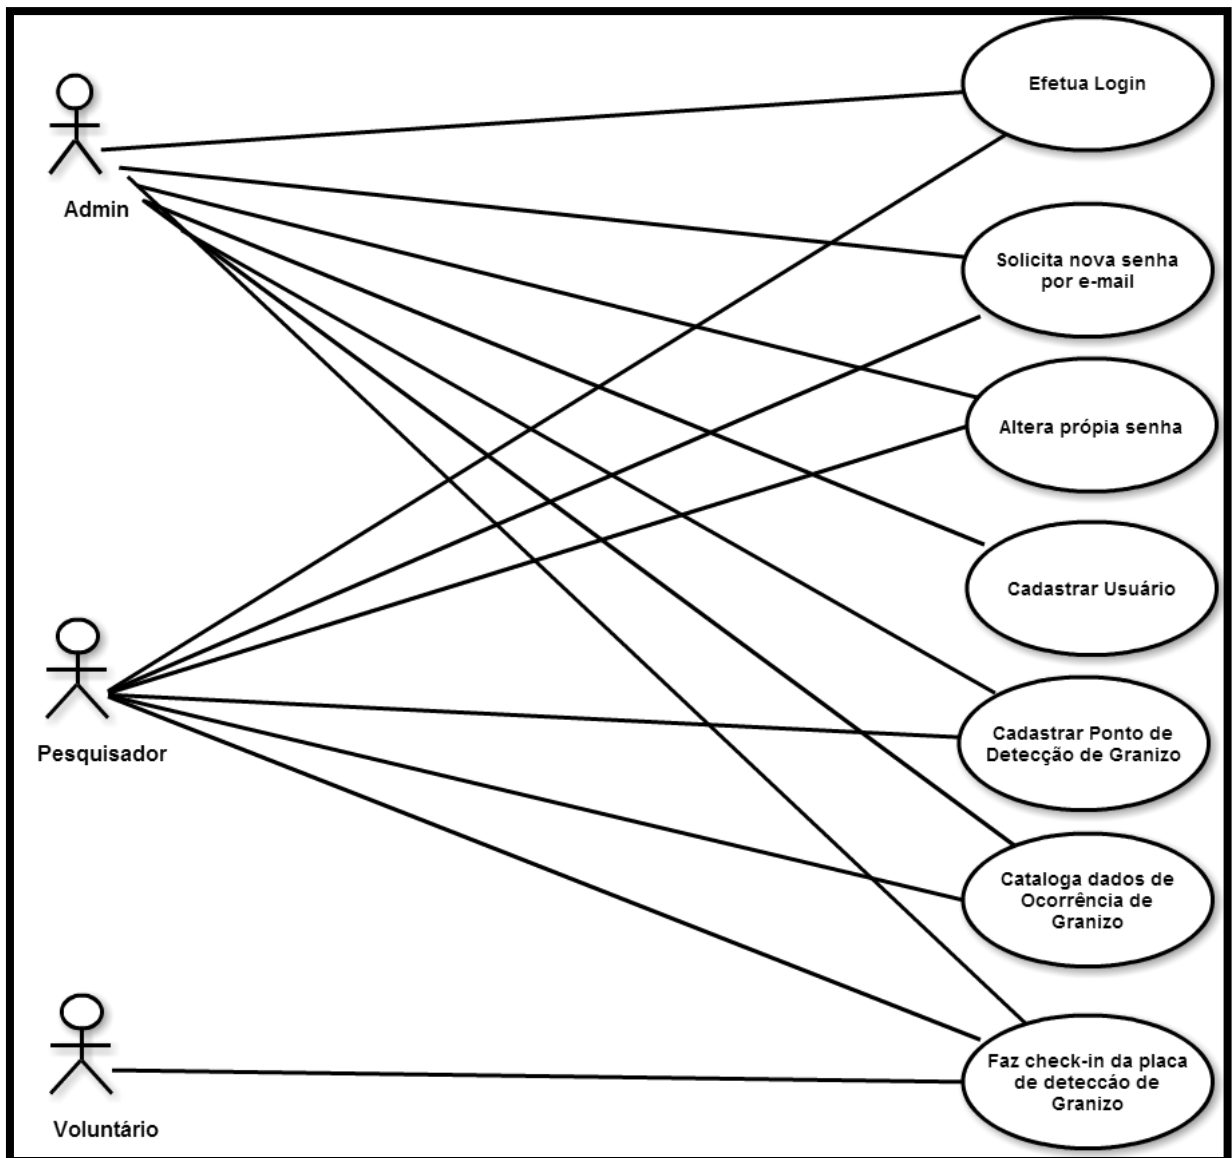 Efetua Login
Admin
Solicita nova senha
por e-mail
Altera própia senha
Cadastrar Usuário
Pesquisador
Cadastrar Ponto de
Detecção de Granizo
Cataloga dados de
Ocorrência de
Granizo
Voluntário
Faz check-in da placa
de deteccáo de
Granizo